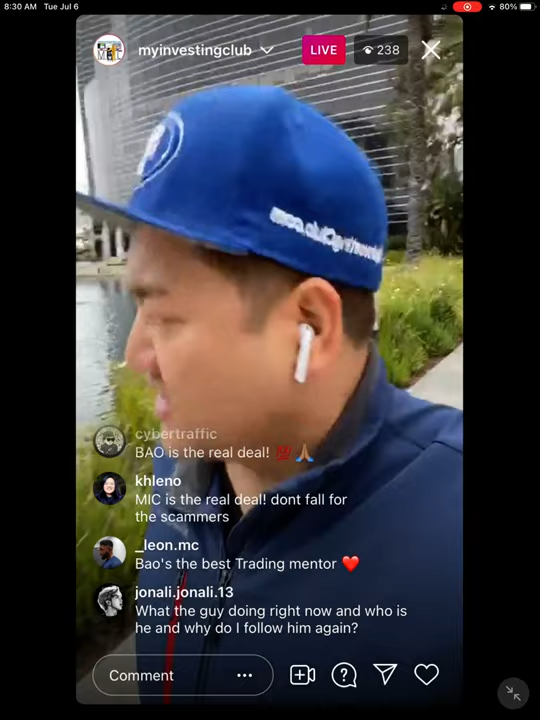 8:30 AM Tue Jul 6
80%
myinvestingclub
LIVE
238
cybertraffic
BAO is the real deal! 💯🙏🏽
khleno
MIC is the real deal! dont fall for
the scammers
_leon.mc
Bao's the best Trading mentor ❤️
jonali.jonali.13
What the guy doing right now and who is
he and why do I follow him again?
Comment